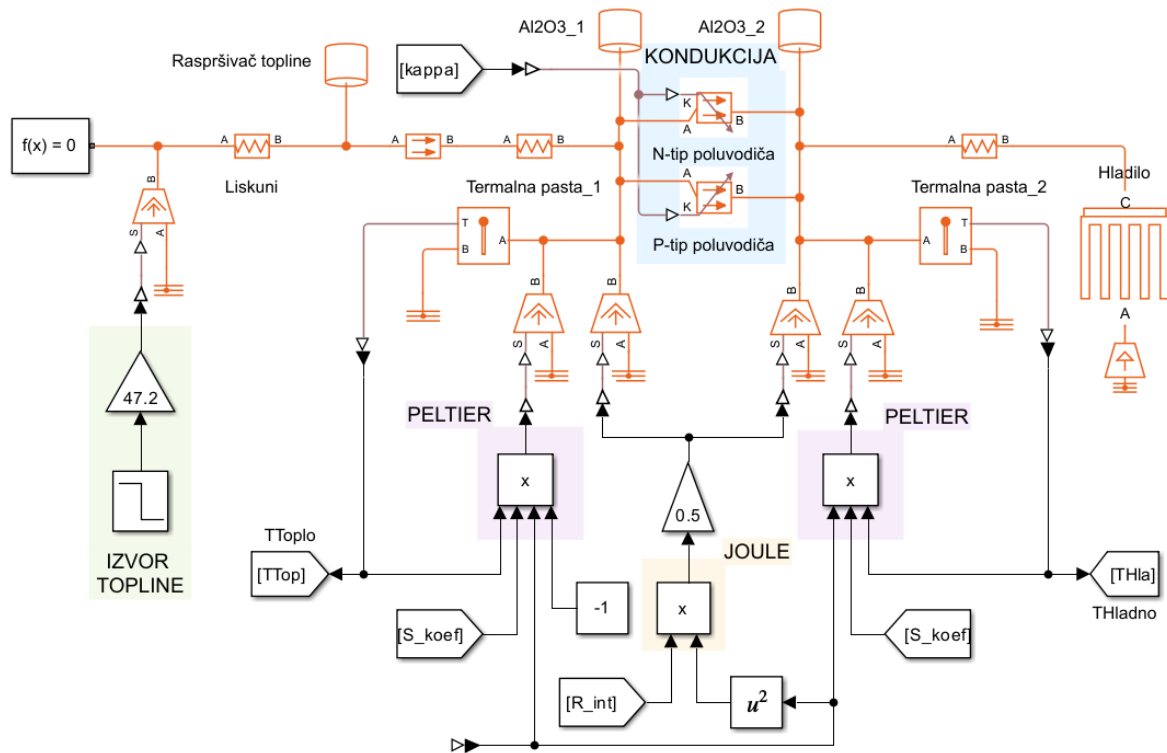 Al2O3_1
Al2O3_2
Raspršivač topline
[kappa]
KONDUKCIJA
K
A
B
N-tip poluvodiča
A
K
B
P-tip poluvodiča
f(x) = 0
A
B
Liskuni
A
B
A
B
Termalna pasta_1
A
B
Termalna pasta_2
Hladilo
C
A
B
S
A
T
B
A
A
T
B
B
S
A
B
S
A
B
S
A
B
S
A
47.2
IZVOR
TOPLINE
PELTIER
x
PELTIER
x
0.5
JOULE
x
TToplo
[TTop]
[S_koef]
-1
[R_int]
u²
[S_koef]
[THla]
THladno